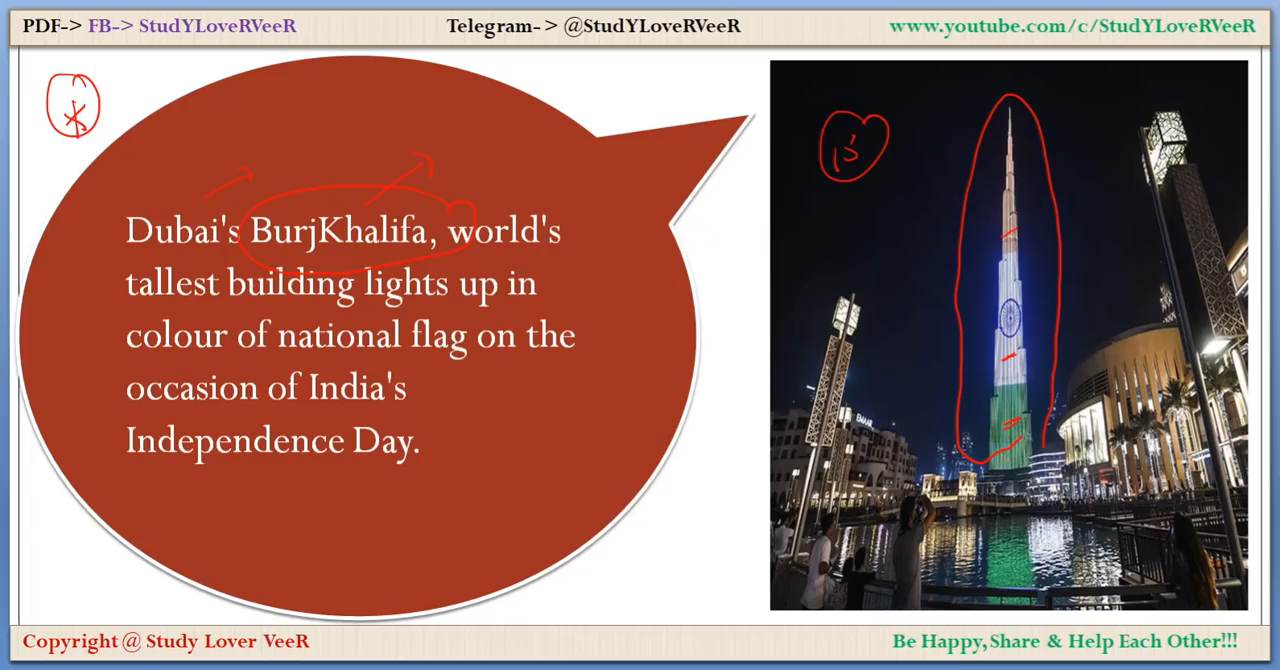 PDF-> FB-> StudYLoveRVeeR
Telegram- > @StudYLoveRVeeR
www.youtube.com/c/StudYLoveRVeeR
Dubai's BurjKhalifa, world's
tallest building lights up in
colour of national flag on the
occasion of India's
Independence Day.
EMAAR
Copyright@ Study Lover VeeR
Be Happy,Share & Help Each Other!!!